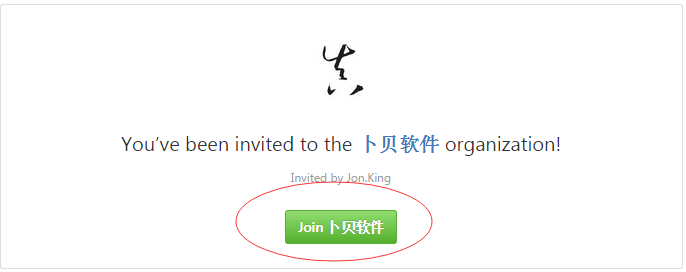 You've been invited to the 卜贝软件 organization!
Invited by Jon.King
Join 卜贝软件